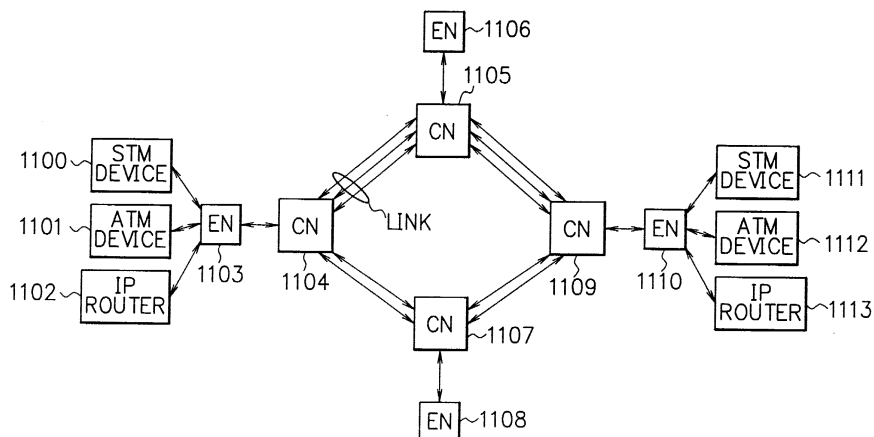 EN 1106
1105
CN
1100 STM DEVICE
1101 ATM DEVICE
1102 IP ROUTER
EN
1103
CN
1104
LINK
CN
1109
EN
1110
STM DEVICE 1111
ATM DEVICE 1112
IP ROUTER 1113
CN
1107
EN 1108